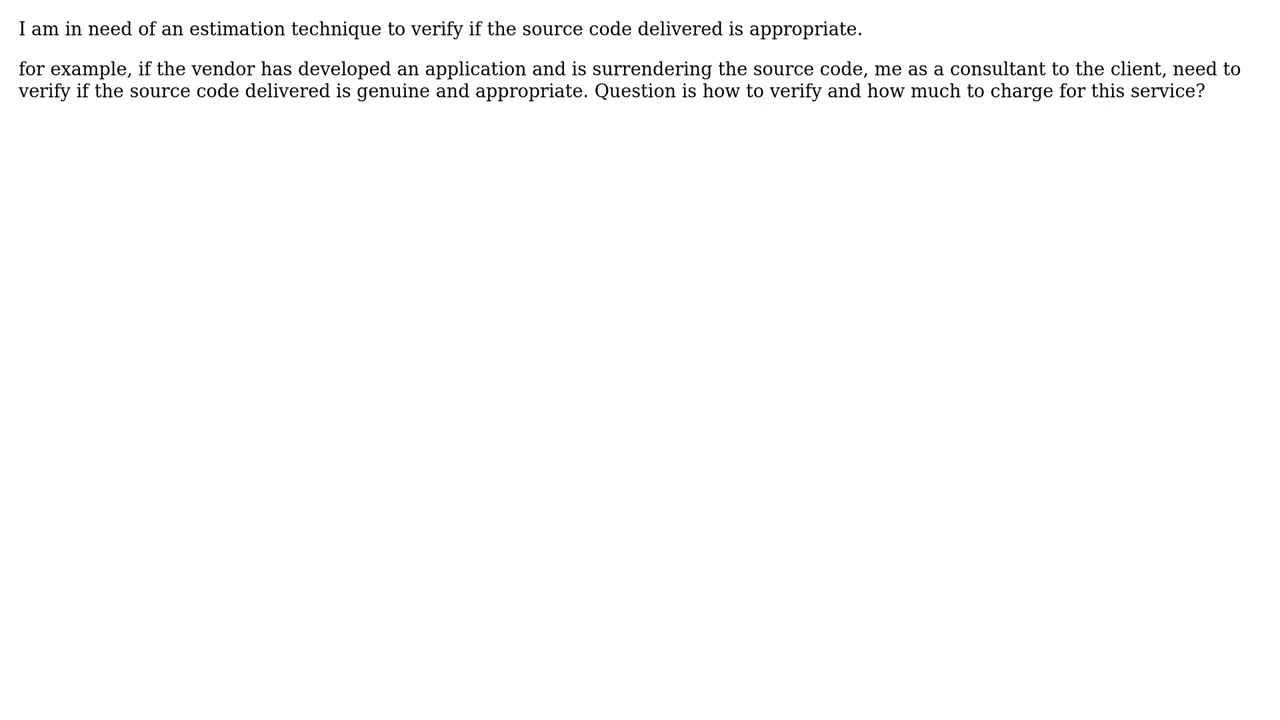 I am in need of an estimation technique to verify if the source code delivered is appropriate.
for example, if the vendor has developed an application and is surrendering the source code, me as a consultant to the client, need to
verify if the source code delivered is genuine and appropriate. Question is how to verify and how much to charge for this service?